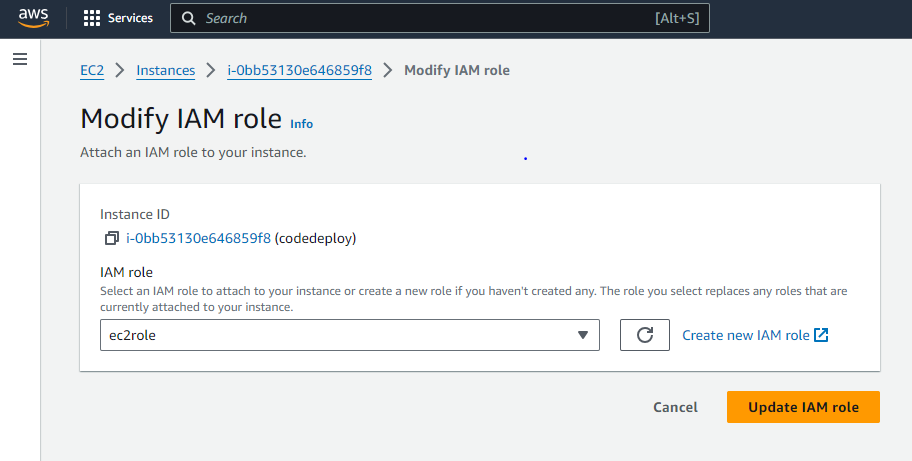 aws Services Search [Alt+S]
EC2 > Instances > i-0bb53130e646859f8 > Modify IAM role
Modify IAM role Info
Attach an IAM role to your instance.
Instance ID
i-0bb53130e646859f8 (codedeploy)
IAM role
Select an IAM role to attach to your instance or create a new role if you haven't created any. The role you select replaces any roles that are
currently attached to your instance.
ec2role Create new IAM role
Cancel Update IAM role